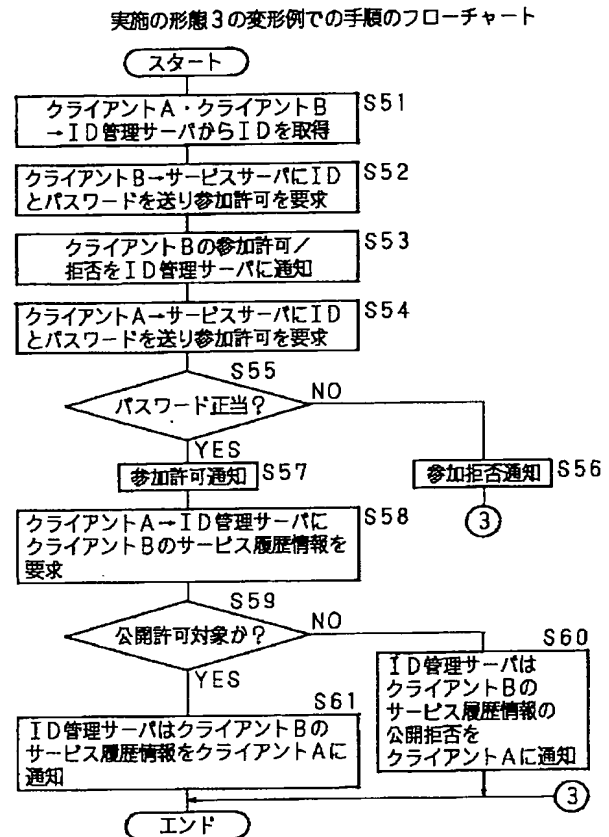 実施の形態3の変形例での手順のフローチャート
スタート
クライアントA・クライアントB
→ID管理サーバからIDを取得
S51
クライアントB→サービスサーバにID
とパスワードを送り参加許可を要求
S52
クライアントBの参加許可/
拒否をID管理サーバに通知
S53
クライアントA→サービスサーバにID
とパスワードを送り参加許可を要求
S54
S55
パスワード正当?
NO
YES
参加許可通知
S57
参加拒否通知
S56
3
クライアントA→ID管理サーバに
クライアントBのサービス履歴情報を
要求
S58
S59
公開許可対象か?
NO
YES
S60
ID管理サーバは
クライアントBの
サービス履歴情報の
公開拒否を
クライアントAに通知
S61
ID管理サーバはクライアントBの
サービス履歴情報をクライアントAに
通知
3
エンド